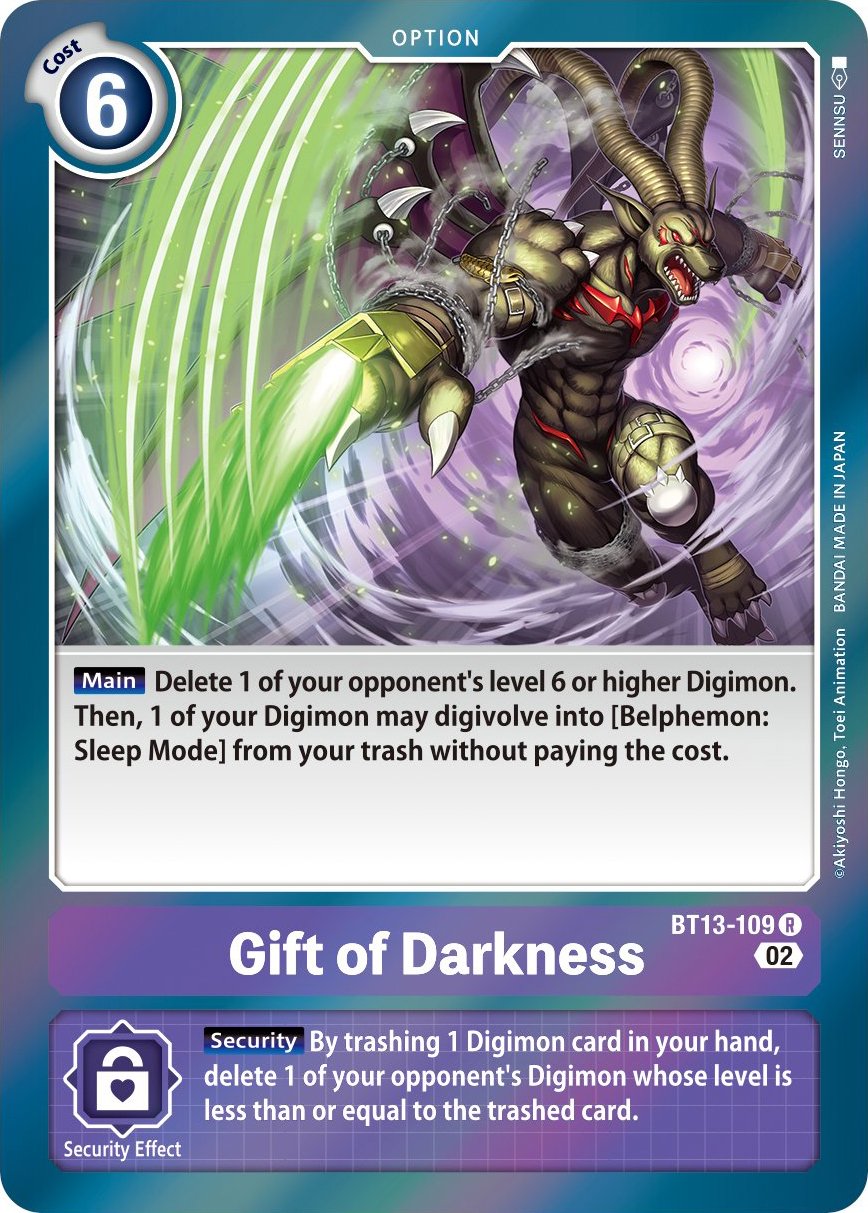 OPTION
Cost
6
SENNSU
Main Delete 1 of your opponent's level 6 or higher Digimon.
Then, 1 of your Digimon may digivolve into [Belphemon:
Sleep Mode] from your trash without paying the cost.
©Akiyoshi Hongo, Toei Animation BANDAI MADE IN JAPAN
BT13-109 R
Gift of Darkness
02
Security By trashing 1 Digimon card in your hand,
delete 1 of your opponent's Digimon whose level is
less than or equal to the trashed card.
Security Effect